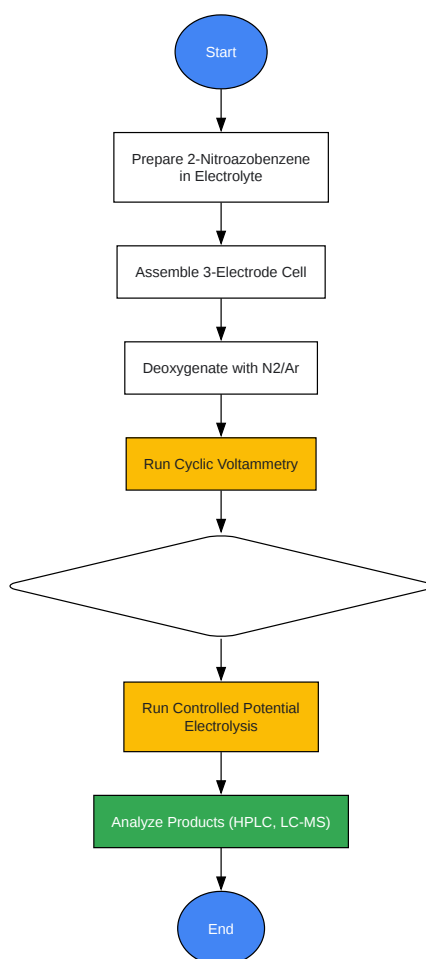 Start
Prepare 2-Nitroazobenzene
in Electrolyte
Assemble 3-Electrode Cell
Deoxygenate with N2/Ar
Run Cyclic Voltammetry
Run Controlled Potential
Electrolysis
Analyze Products (HPLC, LC-MS)
End